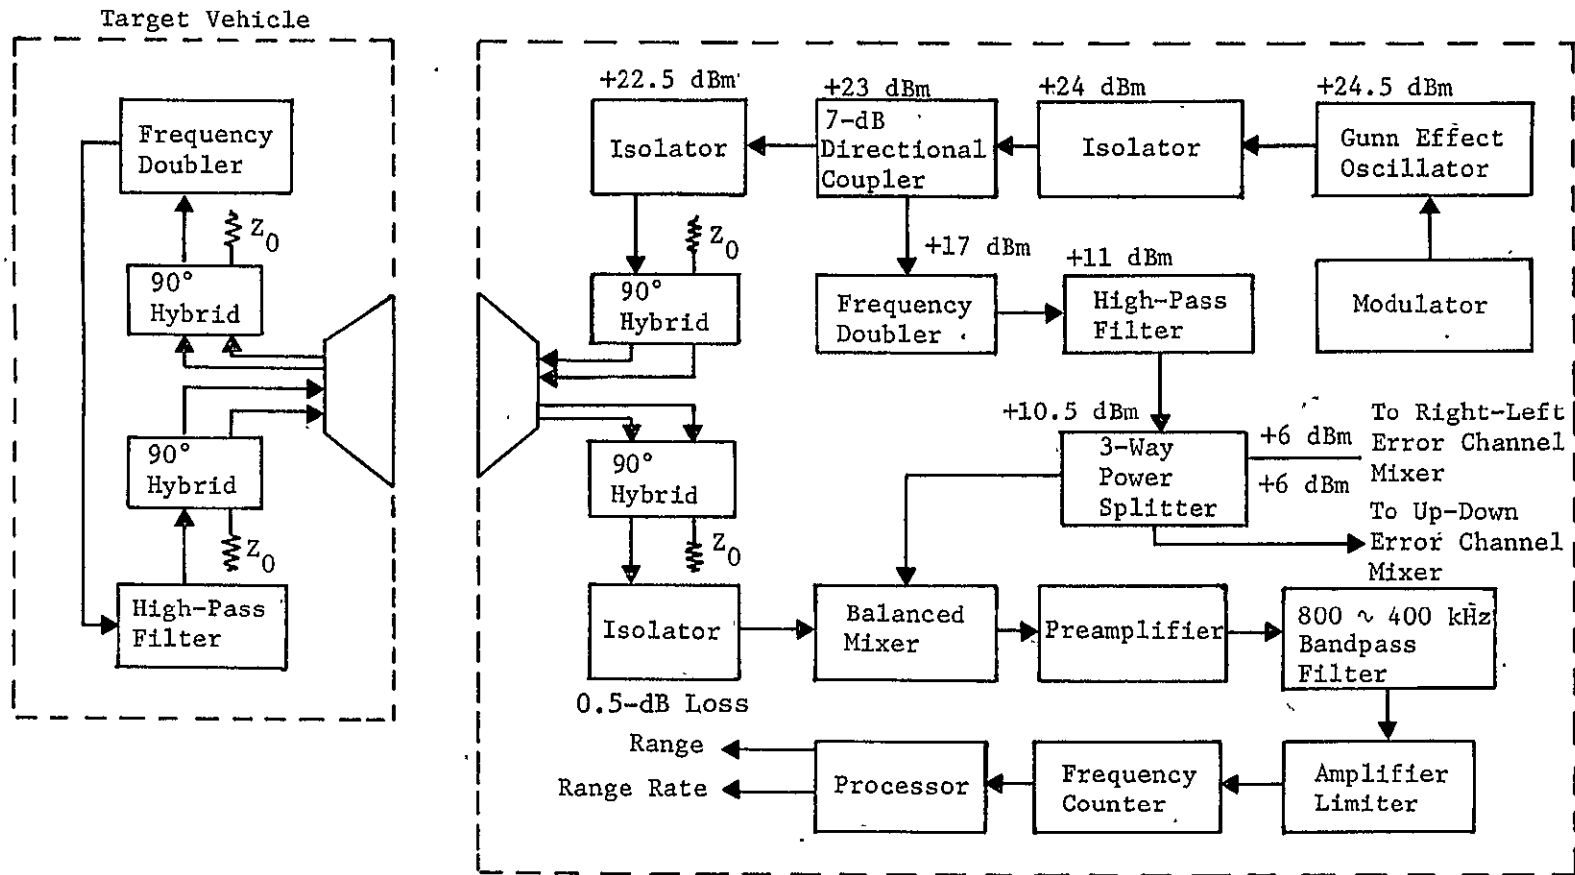 Target Vehicle
Frequency
Doubler
Z0
90°
Hybrid
90°
Hybrid
Z0
High-Pass
Filter
+22.5 dBm
+23 dBm
+24 dBm
+24.5 dBm
Isolator
7-dB
Directional
Coupler
Isolator
Gunn Effect
Oscillator
Z0
+17 dBm
+11 dBm
90°
Hybrid
Frequency
Doubler
High-Pass
Filter
Modulator
+10.5 dBm
3-Way
Power
Splitter
+6 dBm
+6 dBm
To Right-Left
Error Channel
Mixer
To Up-Down
Error Channel
Mixer
90°
Hybrid
Z0
Isolator
0.5-dB Loss
Balanced
Mixer
Preamplifier
800 ~ 400 kHz
Bandpass
Filter
Range
Range Rate
Processor
Frequency
Counter
Amplifier
Limiter